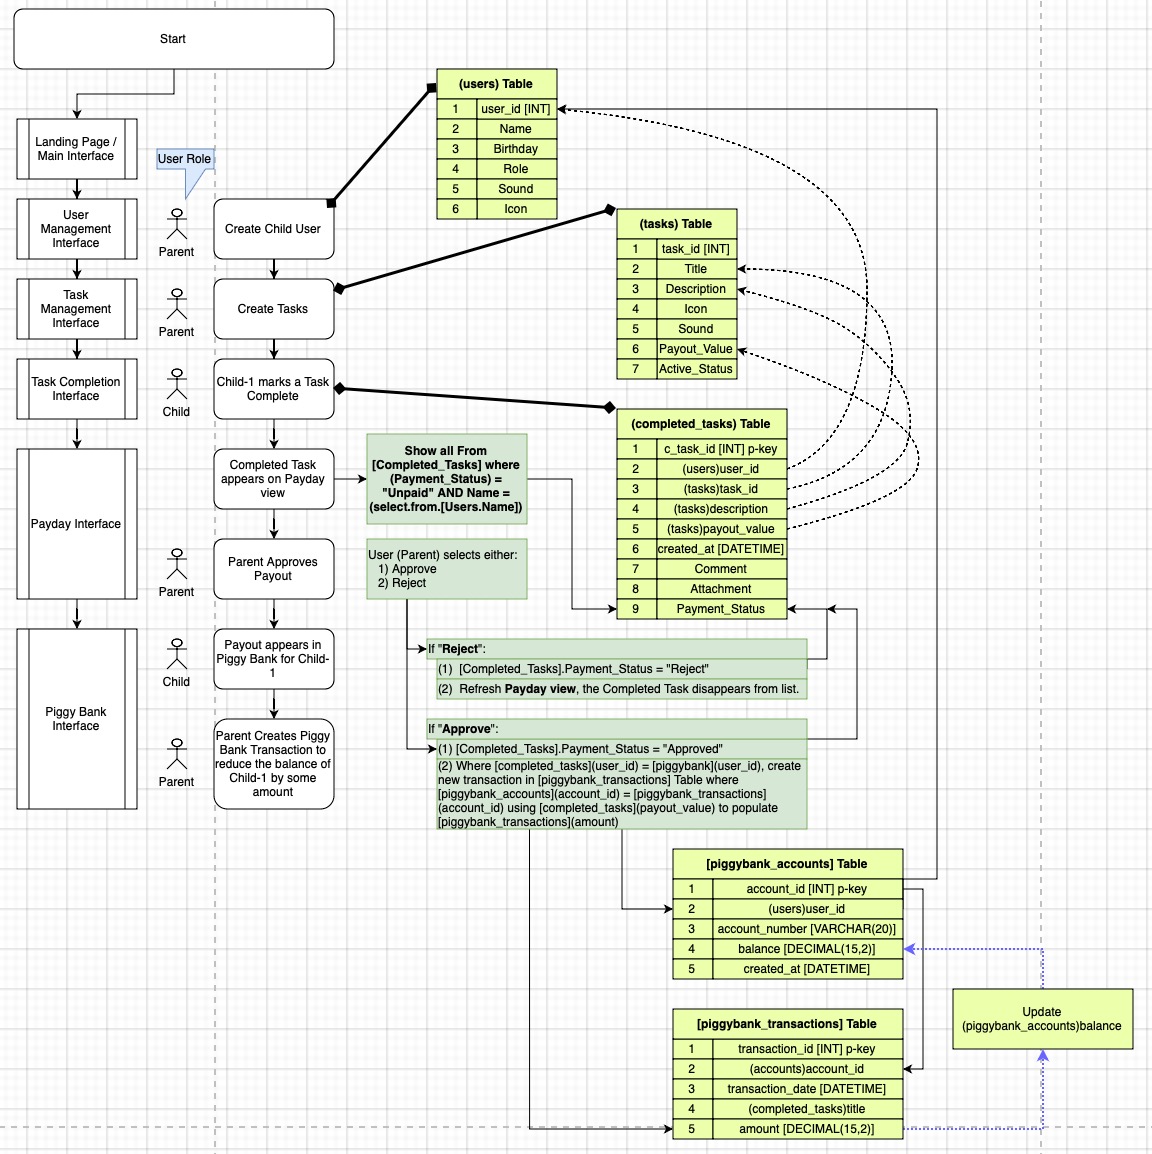 Start
Landing Page /
Main Interface
User Role
User
Management
Interface
Parent
Create Child User
Task
Management
Interface
Parent
Create Tasks
Task Completion
Interface
Child
Child-1 marks a Task
Complete
Payday Interface
Completed Task
appears on Payday
view
Show all From
[Completed_Tasks] where
(Payment_Status) =
"Unpaid" AND Name =
(select.from.[Users.Name])
Parent
Parent Approves
Payout
User (Parent) selects either:
1) Approve
2) Reject
Piggy Bank
Interface
Child
Payout appears in
Piggy Bank for Child-
1
Parent
Parent Creates Piggy
Bank Transaction to
reduce the balance of
Child-1 by some
amount
If "Reject":
(1) [Completed_Tasks].Payment_Status = "Reject"
(2) Refresh Payday view, the Completed Task disappears from list.
If "Approve":
(1) [Completed_Tasks].Payment_Status = "Approved"
(2) Where [completed_tasks](user_id) = [piggybank](user_id), create
new transaction in [piggybank_transactions] Table where
[piggybank_accounts](account_id) = [piggybank_transactions]
(account_id) using [completed_tasks](payout_value) to populate
[piggybank_transactions](amount)
(users) Table
1 user_id [INT]
2 Name
3 Birthday
4 Role
5 Sound
6 Icon
(tasks) Table
1 task_id [INT]
2 Title
3 Description
4 Icon
5 Sound
6 Payout_Value
7 Active_Status
(completed_tasks) Table
1 c_task_id [INT] p-key
2 (users)user_id
3 (tasks)task_id
4 (tasks)description
5 (tasks)payout_value
6 created_at [DATETIME]
7 Comment
8 Attachment
9 Payment_Status
[piggybank_accounts] Table
1 account_id [INT] p-key
2 (users)user_id
3 account_number [VARCHAR(20)]
4 balance [DECIMAL(15,2)]
5 created_at [DATETIME]
[piggybank_transactions] Table
1 transaction_id [INT] p-key
2 (accounts)account_id
3 transaction_date [DATETIME]
4 (completed_tasks)title
5 amount [DECIMAL(15,2)]
Update
(piggybank_accounts)balance